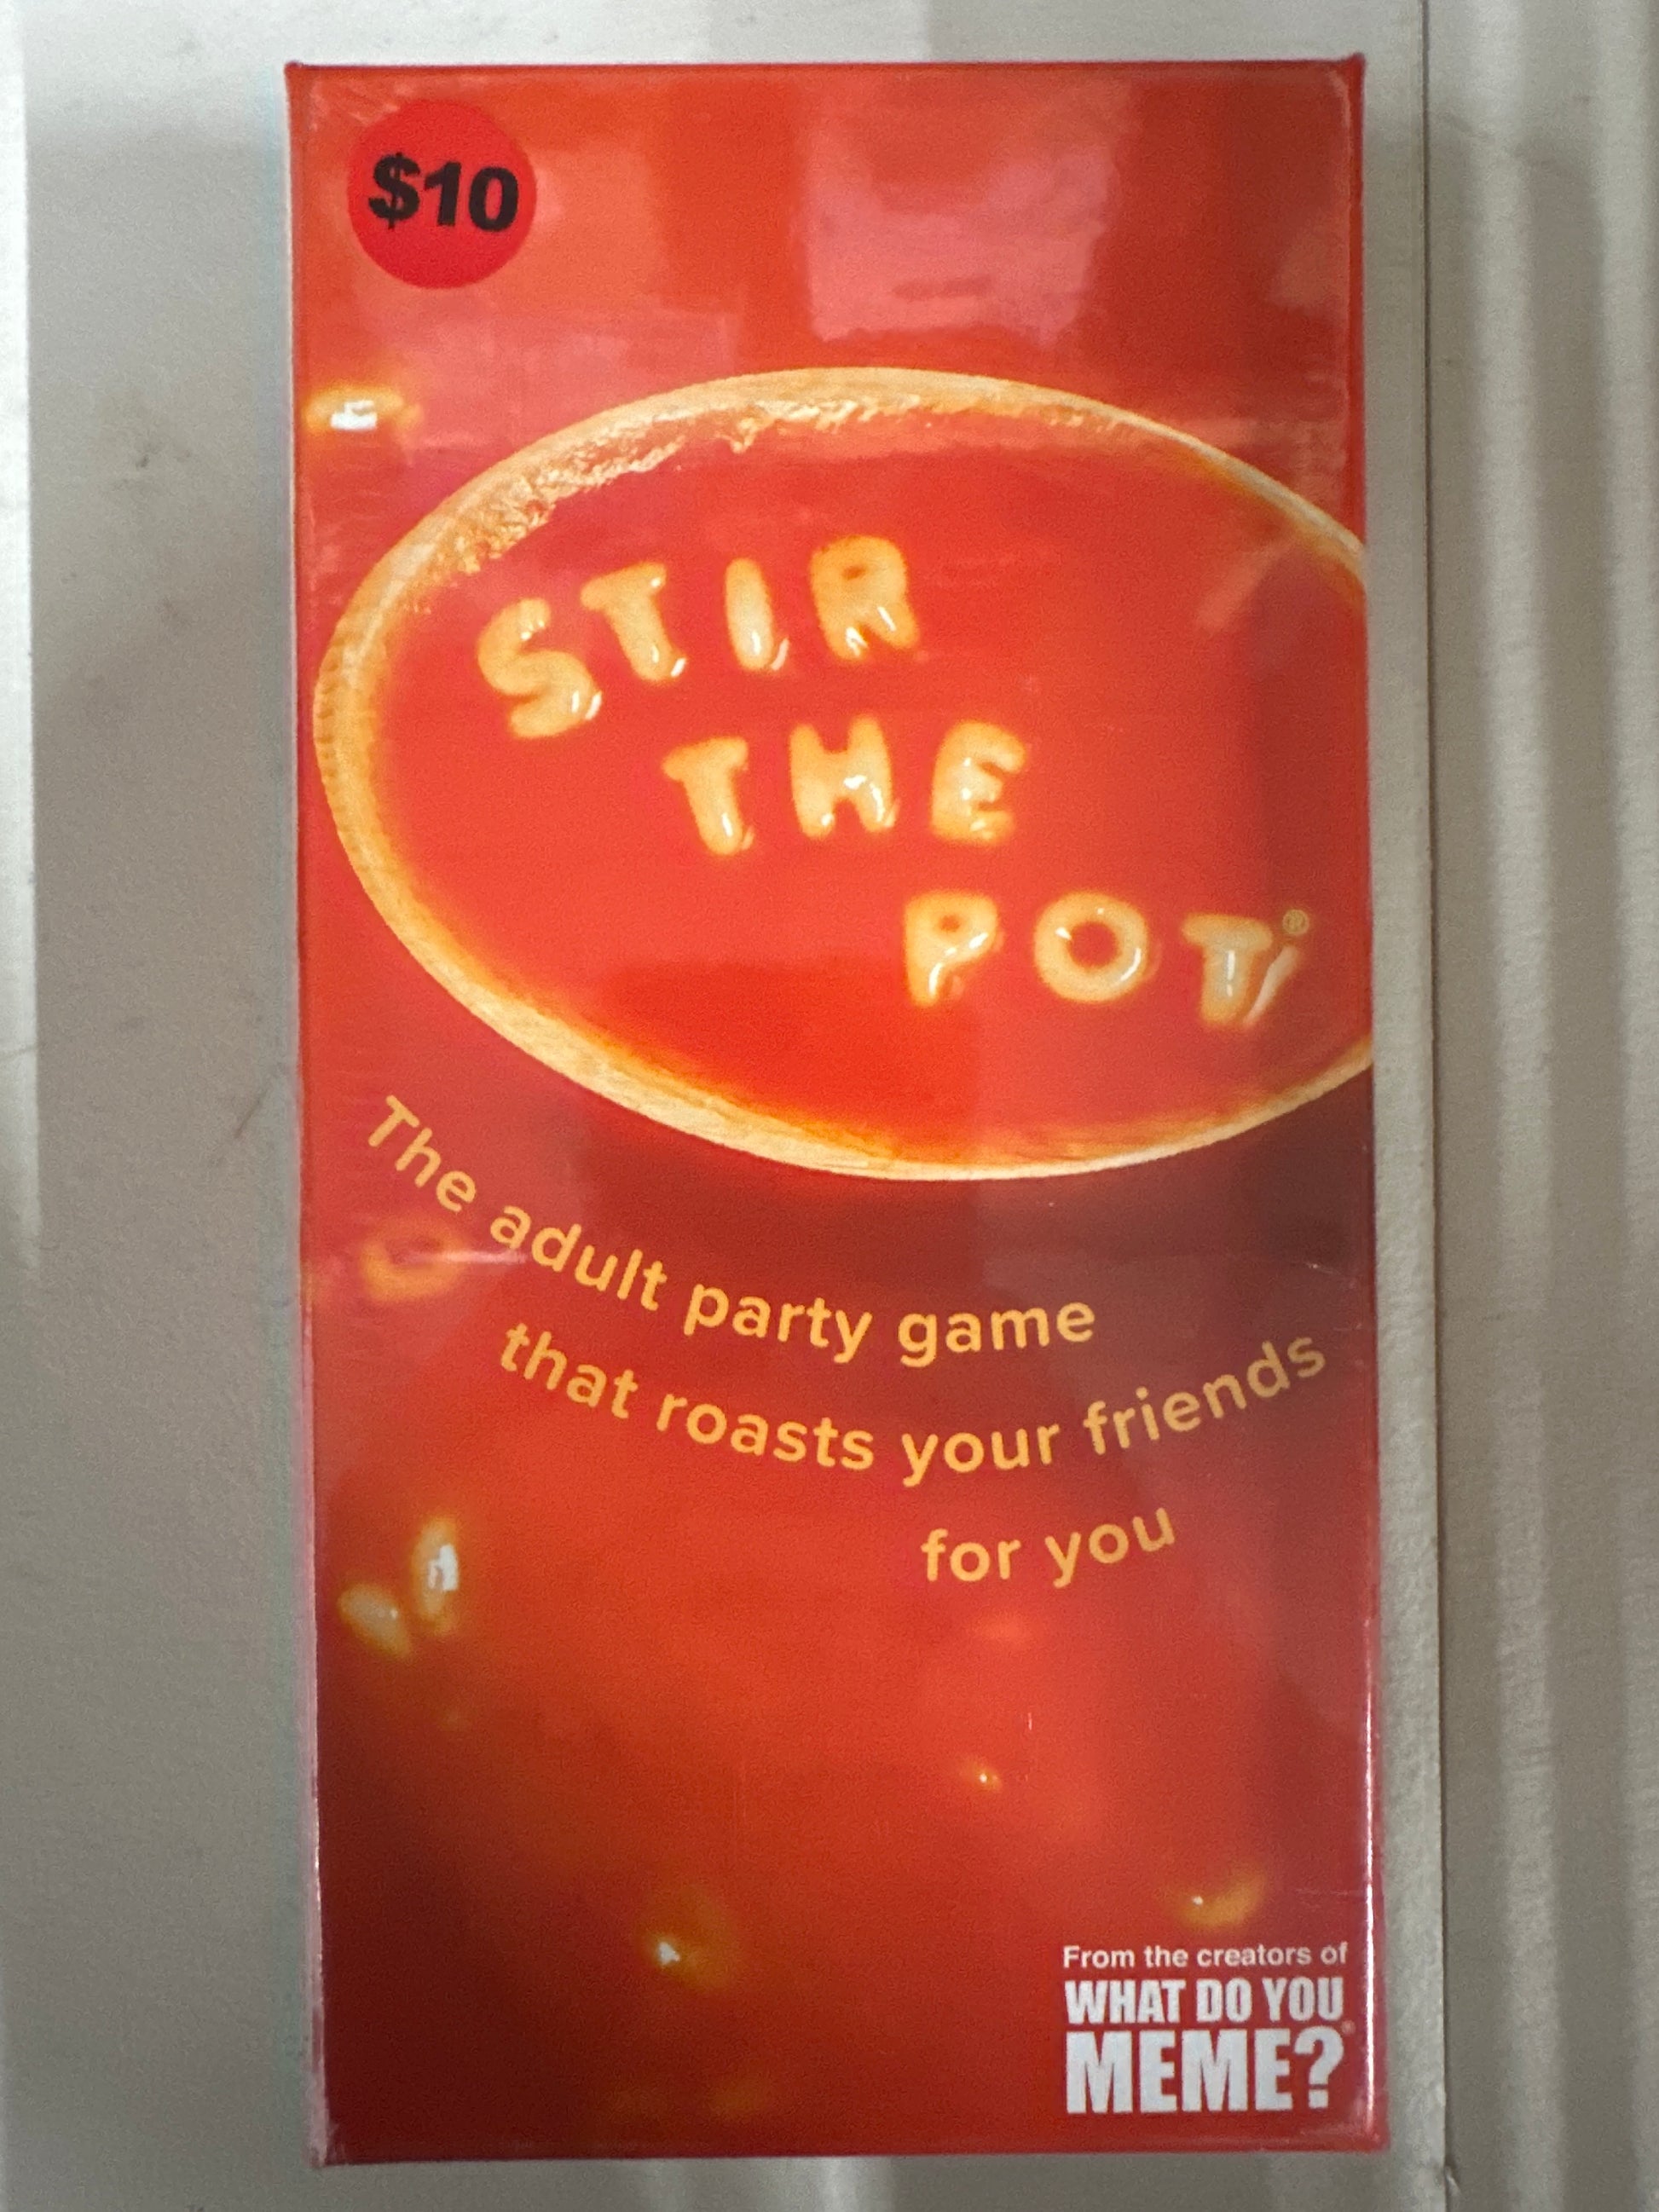 $10
STIR
THE
POT®
The adult party game
that roasts your friends
for you
From the creators of
WHAT DO YOU
MEME?®